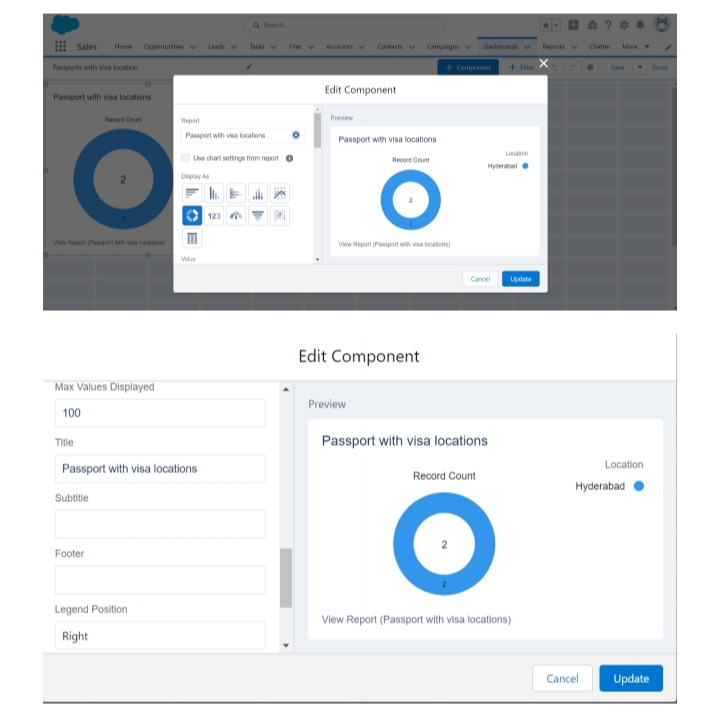 Search...
Sales Home Opportunities Leads Tasks Files Accounts Contacts Campaigns Dashboards Reports Chatter More
Passports with Visa location + Component + Filter Save Done
Passport with visa locations
Record Count
2
2
View Report (Passport with visa locations)
Edit Component
Report
Passport with visa locations
Use chart settings from report
Display As
123
Value
Preview
Passport with visa locations
Record Count
Location
Hyderabad
2
2
View Report (Passport with visa locations)
Cancel Update
Edit Component
Max Values Displayed
100
Title
Passport with visa locations
Subtitle
Footer
Legend Position
Right
Preview
Passport with visa locations
Record Count
Location
Hyderabad
2
2
View Report (Passport with visa locations)
Cancel Update